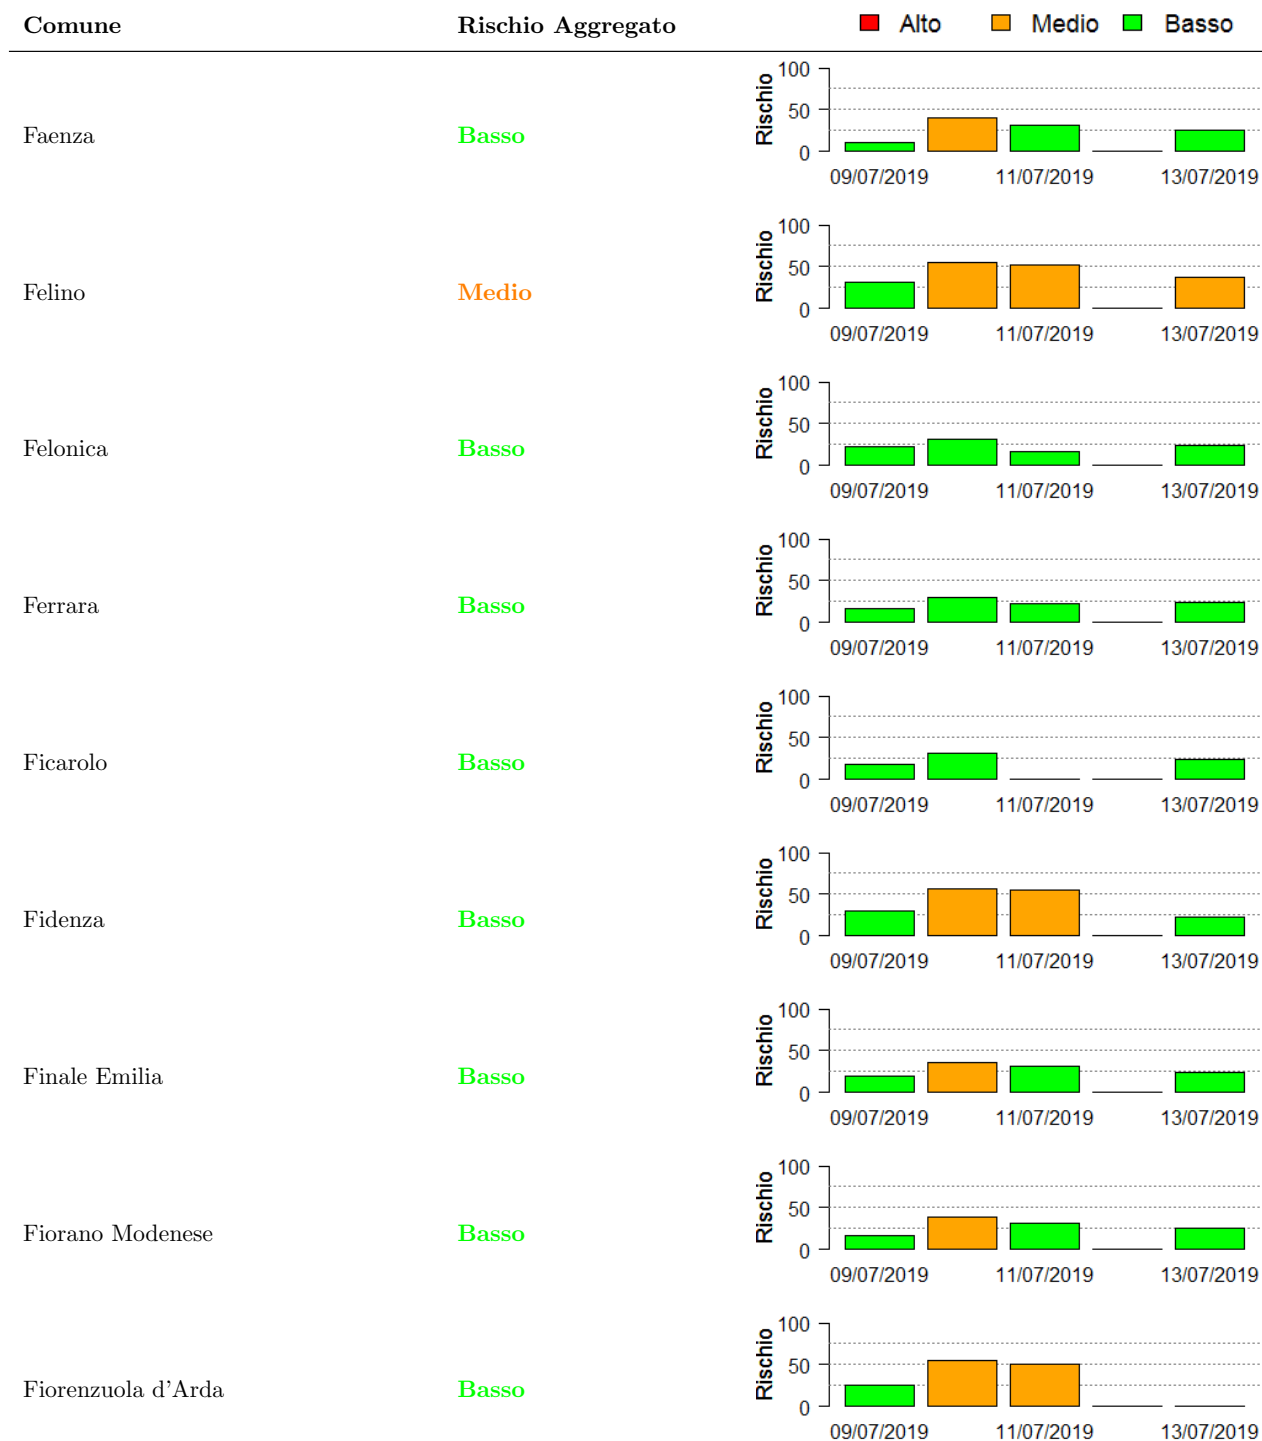 Comune Rischio Aggregato Alto Medio Basso
Faenza Basso
Rischio
100
50
0
09/07/2019 11/07/2019 13/07/2019
Felino Medio
Rischio
100
50
0
09/07/2019 11/07/2019 13/07/2019
Felonica Basso
Rischio
100
50
0
09/07/2019 11/07/2019 13/07/2019
Ferrara Basso
Rischio
100
50
0
09/07/2019 11/07/2019 13/07/2019
Ficarolo Basso
Rischio
100
50
0
09/07/2019 11/07/2019 13/07/2019
Fidenza Basso
Rischio
100
50
0
09/07/2019 11/07/2019 13/07/2019
Finale Emilia Basso
Rischio
100
50
0
09/07/2019 11/07/2019 13/07/2019
Fiorano Modenese Basso
Rischio
100
50
0
09/07/2019 11/07/2019 13/07/2019
Fiorenzuola d'Arda Basso
Rischio
100
50
0
09/07/2019 11/07/2019 13/07/2019